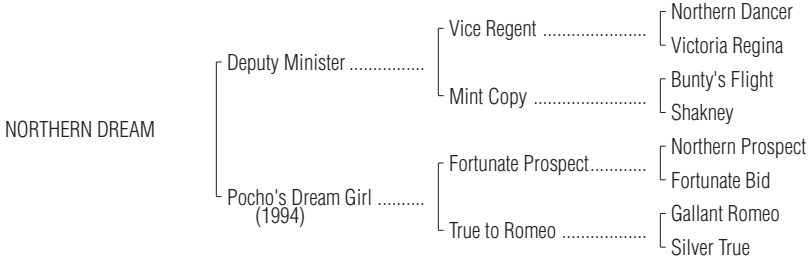 Northern Dancer
Vice Regent ......................
Victoria Regina
Deputy Minister ................
Bunty's Flight
Mint Copy ........................
Shakney
NORTHERN DREAM
Northern Prospect
Fortunate Prospect............
Fortunate Bid
Pocho's Dream Girl ..........
(1994)
Gallant Romeo
True to Romeo ..................
Silver True